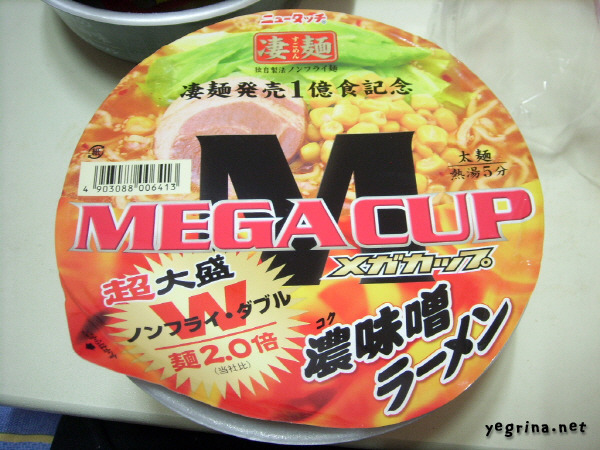 ニュータッチ
凄麺
すごめん
独自製法ノンフライ麺
凄麺発売1億食記念
太麺
熱湯5分
4 903088 006413
M
MEGACUP
メガカップ
超大盛
W
ノンフライ・ダブル
麺2.0倍
(当社比)
コク
濃味噌
ラーメン
yegrina.net